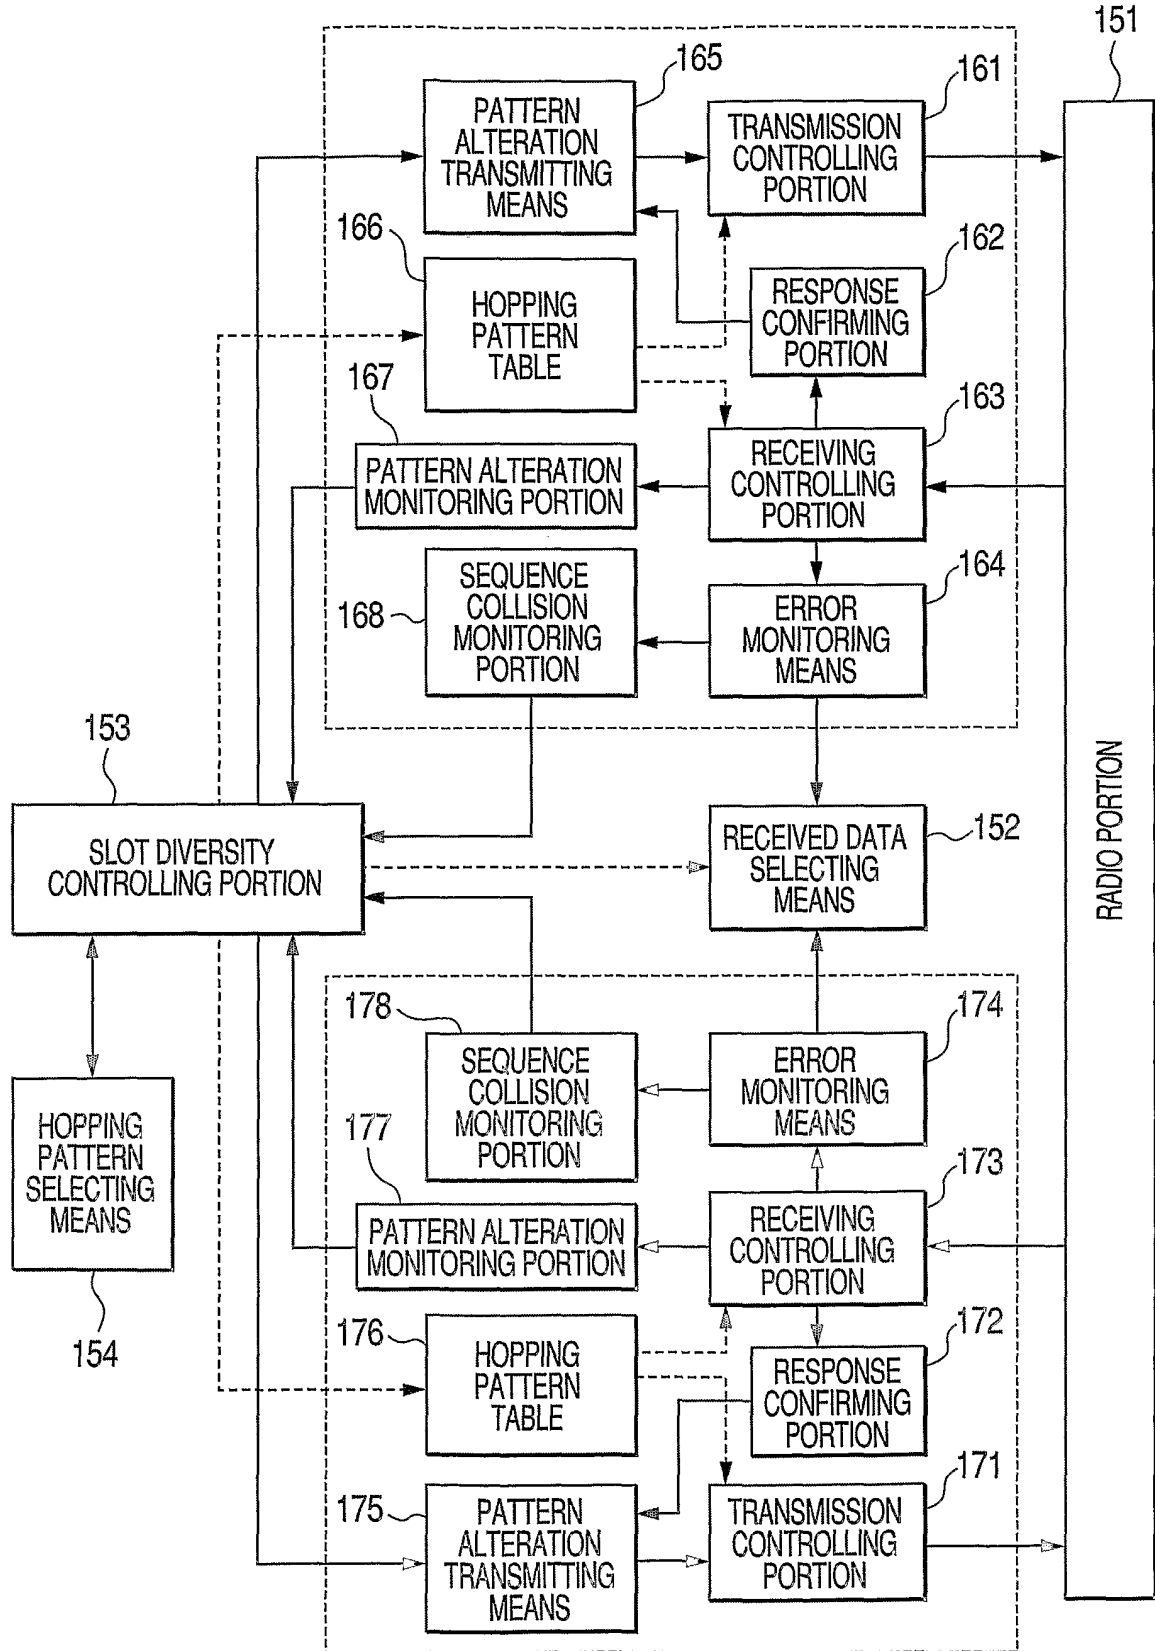 151
165
161
PATTERN
ALTERATION
TRANSMITTING
MEANS
TRANSMISSION
CONTROLLING
PORTION
166
162
HOPPING
PATTERN
TABLE
RESPONSE
CONFIRMING
PORTION
167
163
PATTERN ALTERATION
MONITORING PORTION
RECEIVING
CONTROLLING
PORTION
164
168
SEQUENCE
COLLISION
MONITORING
PORTION
ERROR
MONITORING
MEANS
153
SLOT DIVERSITY
CONTROLLING PORTION
152
RECEIVED DATA
SELECTING
MEANS
RADIO PORTION
178
174
SEQUENCE
COLLISION
MONITORING
PORTION
ERROR
MONITORING
MEANS
HOPPING
PATTERN
SELECTING
MEANS
154
177
173
PATTERN ALTERATION
MONITORING PORTION
RECEIVING
CONTROLLING
PORTION
176
172
HOPPING
PATTERN
TABLE
RESPONSE
CONFIRMING
PORTION
175
171
PATTERN
ALTERATION
TRANSMITTING
MEANS
TRANSMISSION
CONTROLLING
PORTION